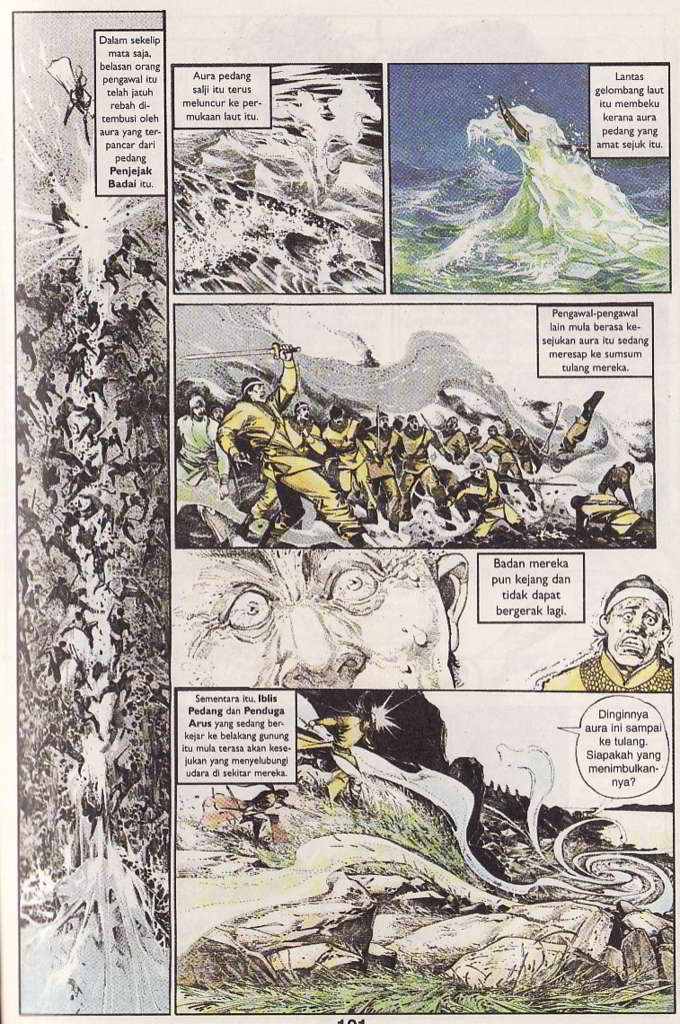 Dalam sekelip
mata saja,
belasan orang
pengawal itu
telah jatuh
rebah di-
tembusi oleh
aura yang ter-
pancar dari
pedang
Penjejak
Badai itu.
Aura pedang
salji itu terus
meluncur ke per-
mukaan laut itu.
Lantas
gelombang laut
itu membeku
kerana aura
pedang yang
amat sejuk itu.
Pengawal-pengawal
lain mula berasa ke-
sejukan aura itu sedang
meresap ke sumsum
tulang mereka.
Badan mereka
pun kejang dan
tidak dapat
bergerak lagi.
Sementara itu, Iblis
Pedang dan Penduga
Arus yang sedang ber-
kejar ke belakang gunung
itu mula terasa akan kese-
jukan yang menyelubungi
udara di sekitar mereka.
Dinginnya
aura ini sampai
ke tulang.
Siapakah yang
menimbulkan-
nya?
101